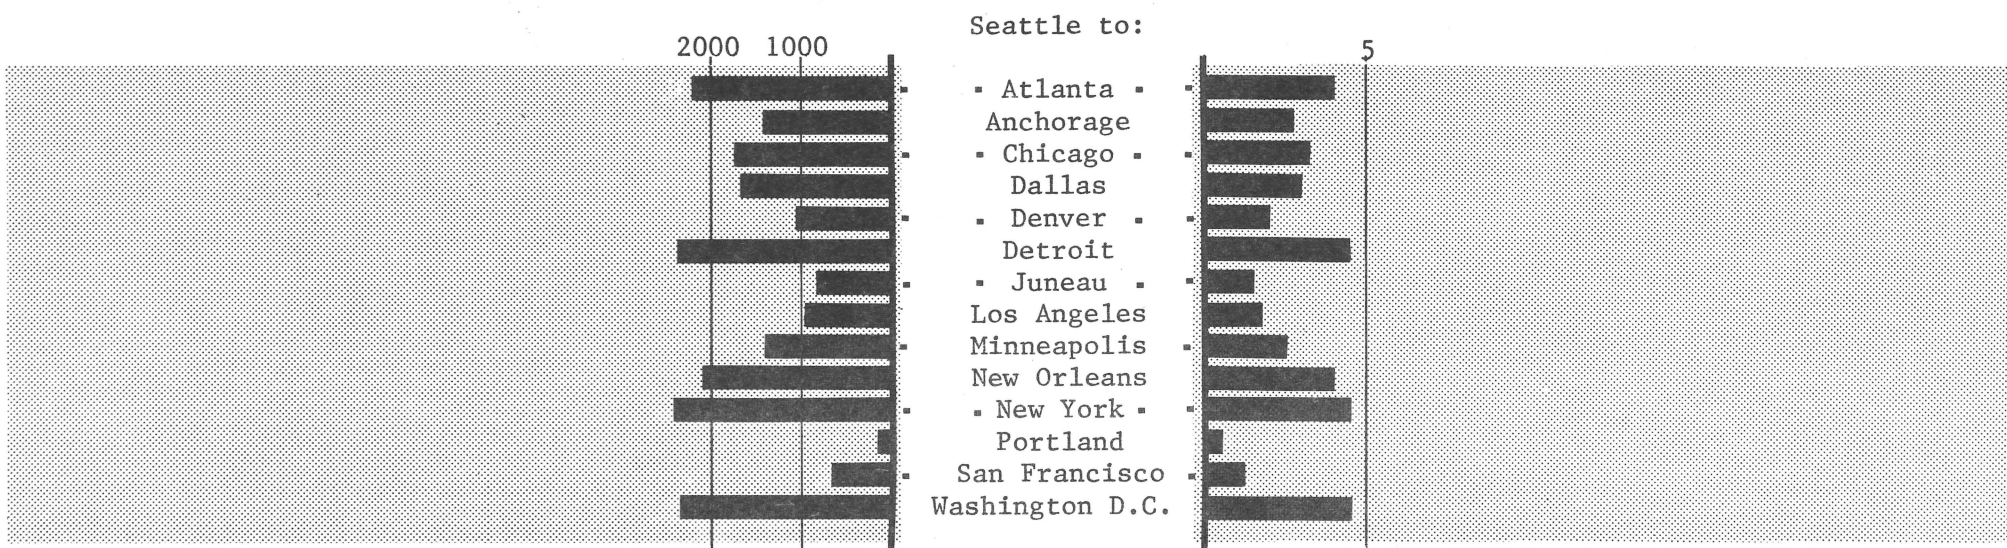 Seattle to:
2000 1000 5
Atlanta
Anchorage
Chicago
Dallas
Denver
Detroit
Juneau
Los Angeles
Minneapolis
New Orleans
New York
Portland
San Francisco
Washington D.C.